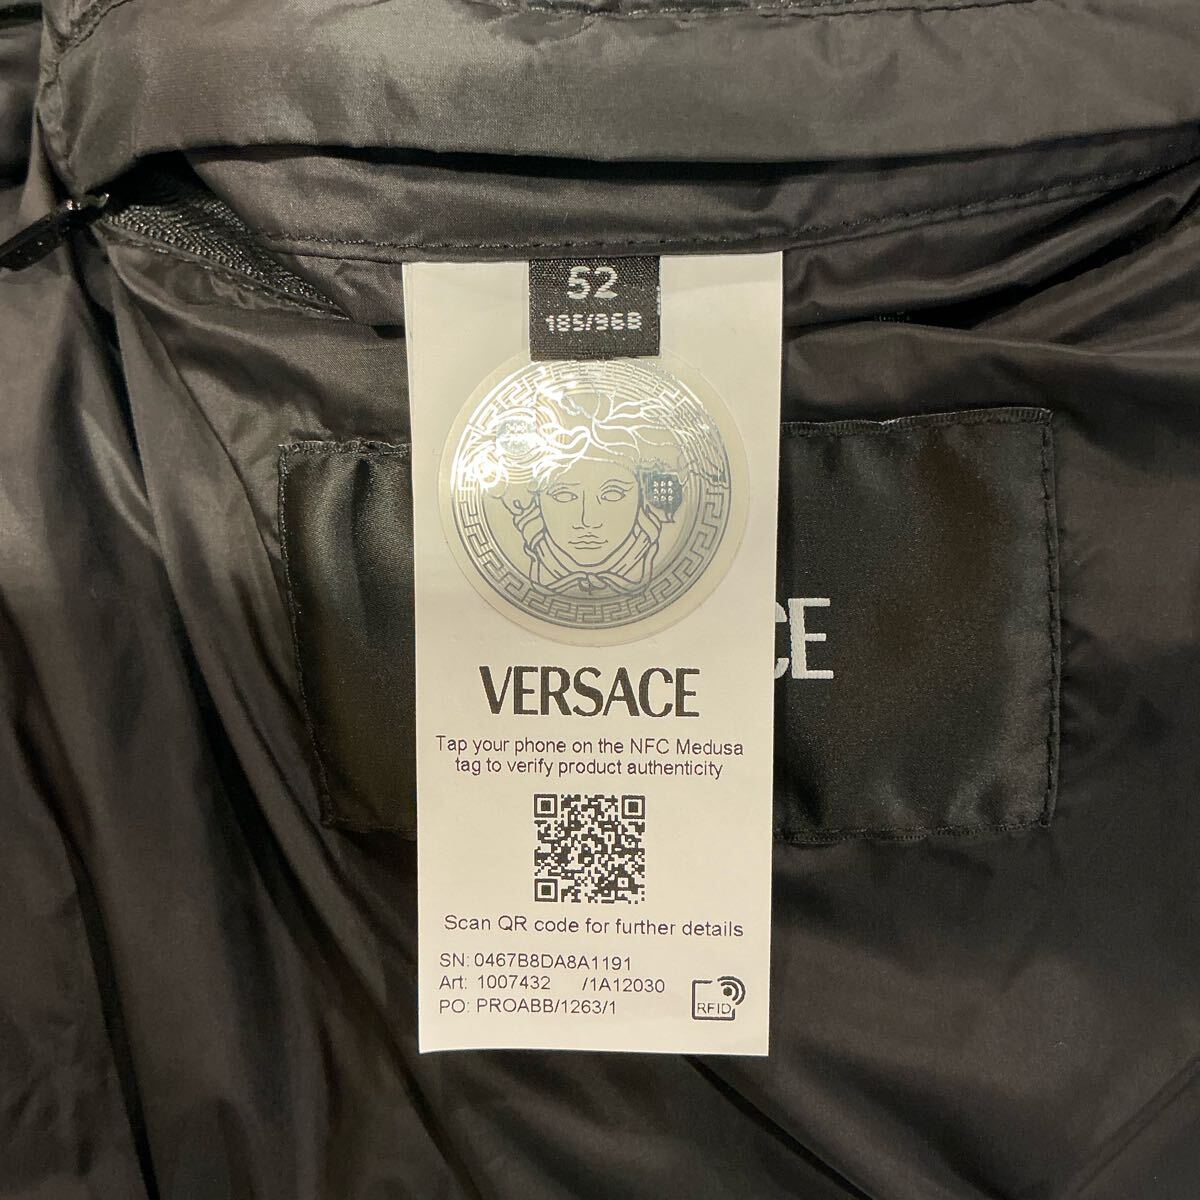 52
185/96B
VERSACE
CE
Tap your phone on the NFC Medusa
tag to verify product authenticity
Scan QR code for further details
SN: 0467B8DA8A1191
Art: 1007432 /1A12030
PO: PROABB/1263/1
RFID